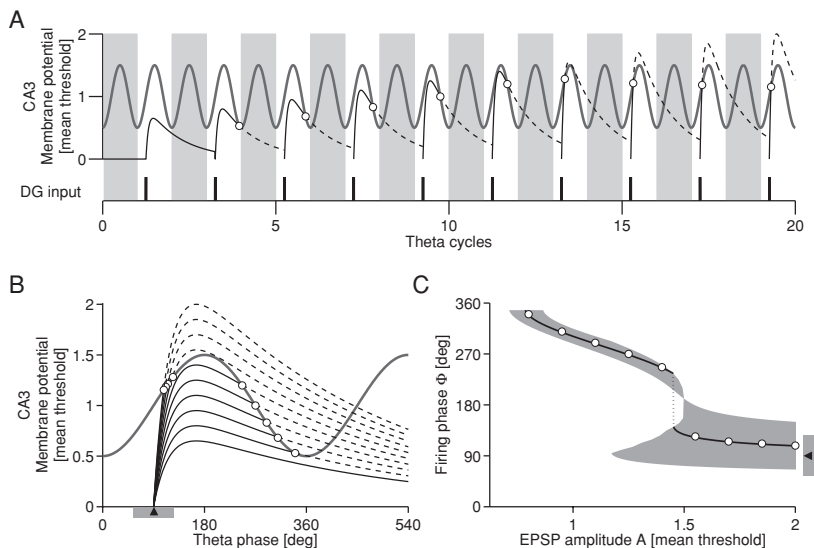 A
CA3
Membrane potential
[mean threshold]
2
1
0
DG input
0
5
10
15
20
Theta cycles
B
CA3
Membrane potential
[mean threshold]
2
1.5
1
0.5
0
0
180
360
540
Theta phase [deg]
C
Firing phase Φ [deg]
360
270
180
90
0
1
1.5
2
EPSP amplitude A [mean threshold]